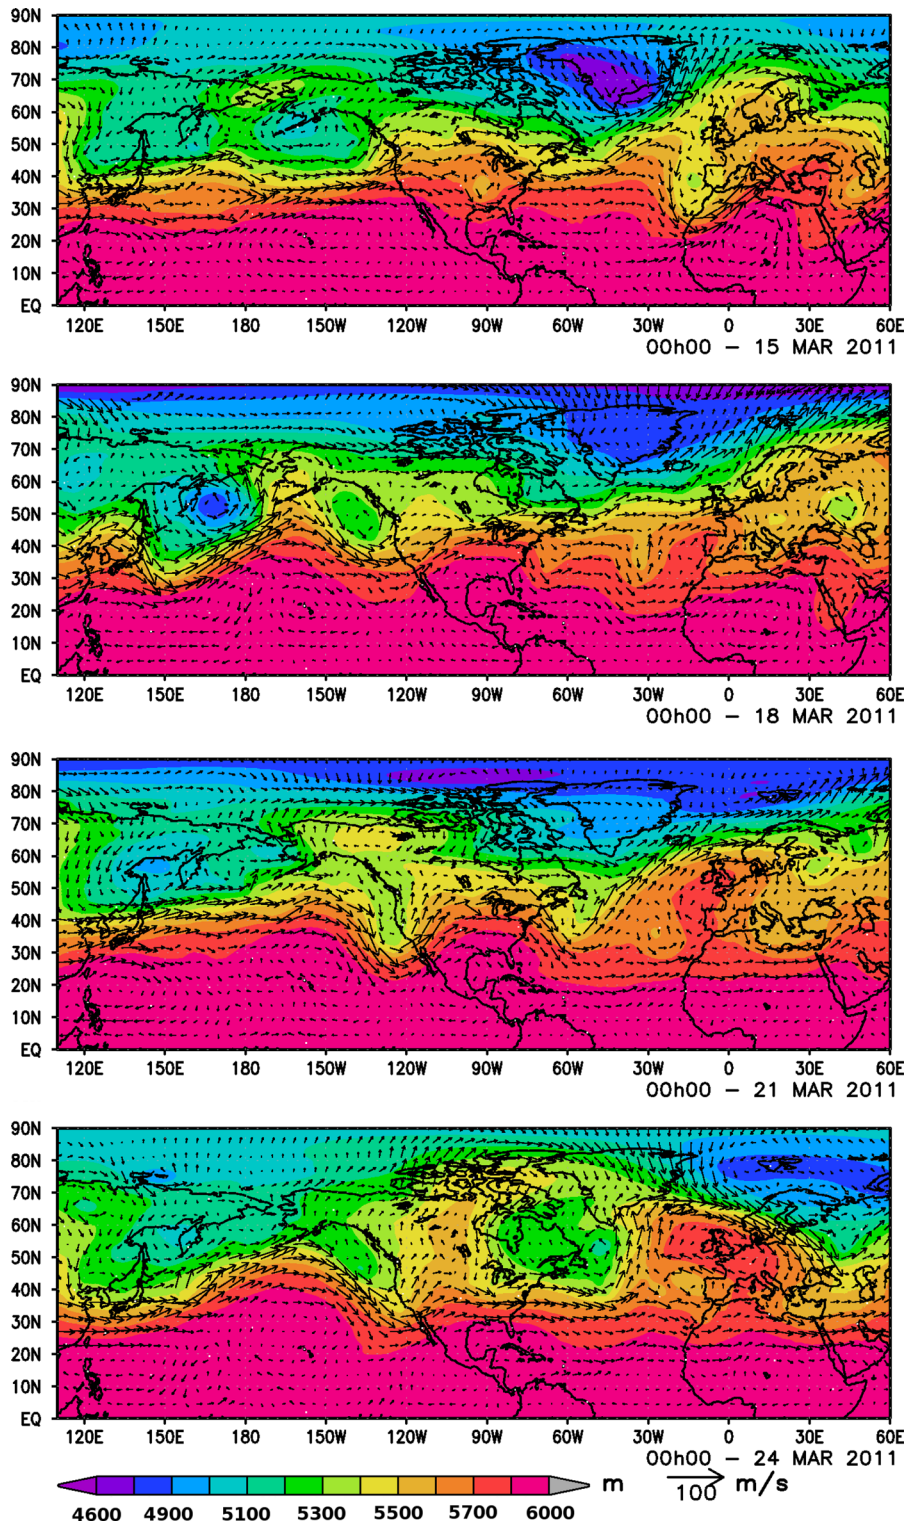 90N
80N
70N
60N
50N
40N
30N
20N
10N
EQ
120E 150E 180 150W 120W 90W 60W 30W 0 30E 60E
00h00 – 15 MAR 2011
90N
80N
70N
60N
50N
40N
30N
20N
10N
EQ
120E 150E 180 150W 120W 90W 60W 30W 0 30E 60E
00h00 – 18 MAR 2011
90N
80N
70N
60N
50N
40N
30N
20N
10N
EQ
120E 150E 180 150W 120W 90W 60W 30W 0 30E 60E
00h00 – 21 MAR 2011
90N
80N
70N
60N
50N
40N
30N
20N
10N
EQ
120E 150E 180 150W 120W 90W 60W 30W 0 30E 60E
00h00 – 24 MAR 2011
m 100 m/s
4600 4900 5100 5300 5500 5700 6000